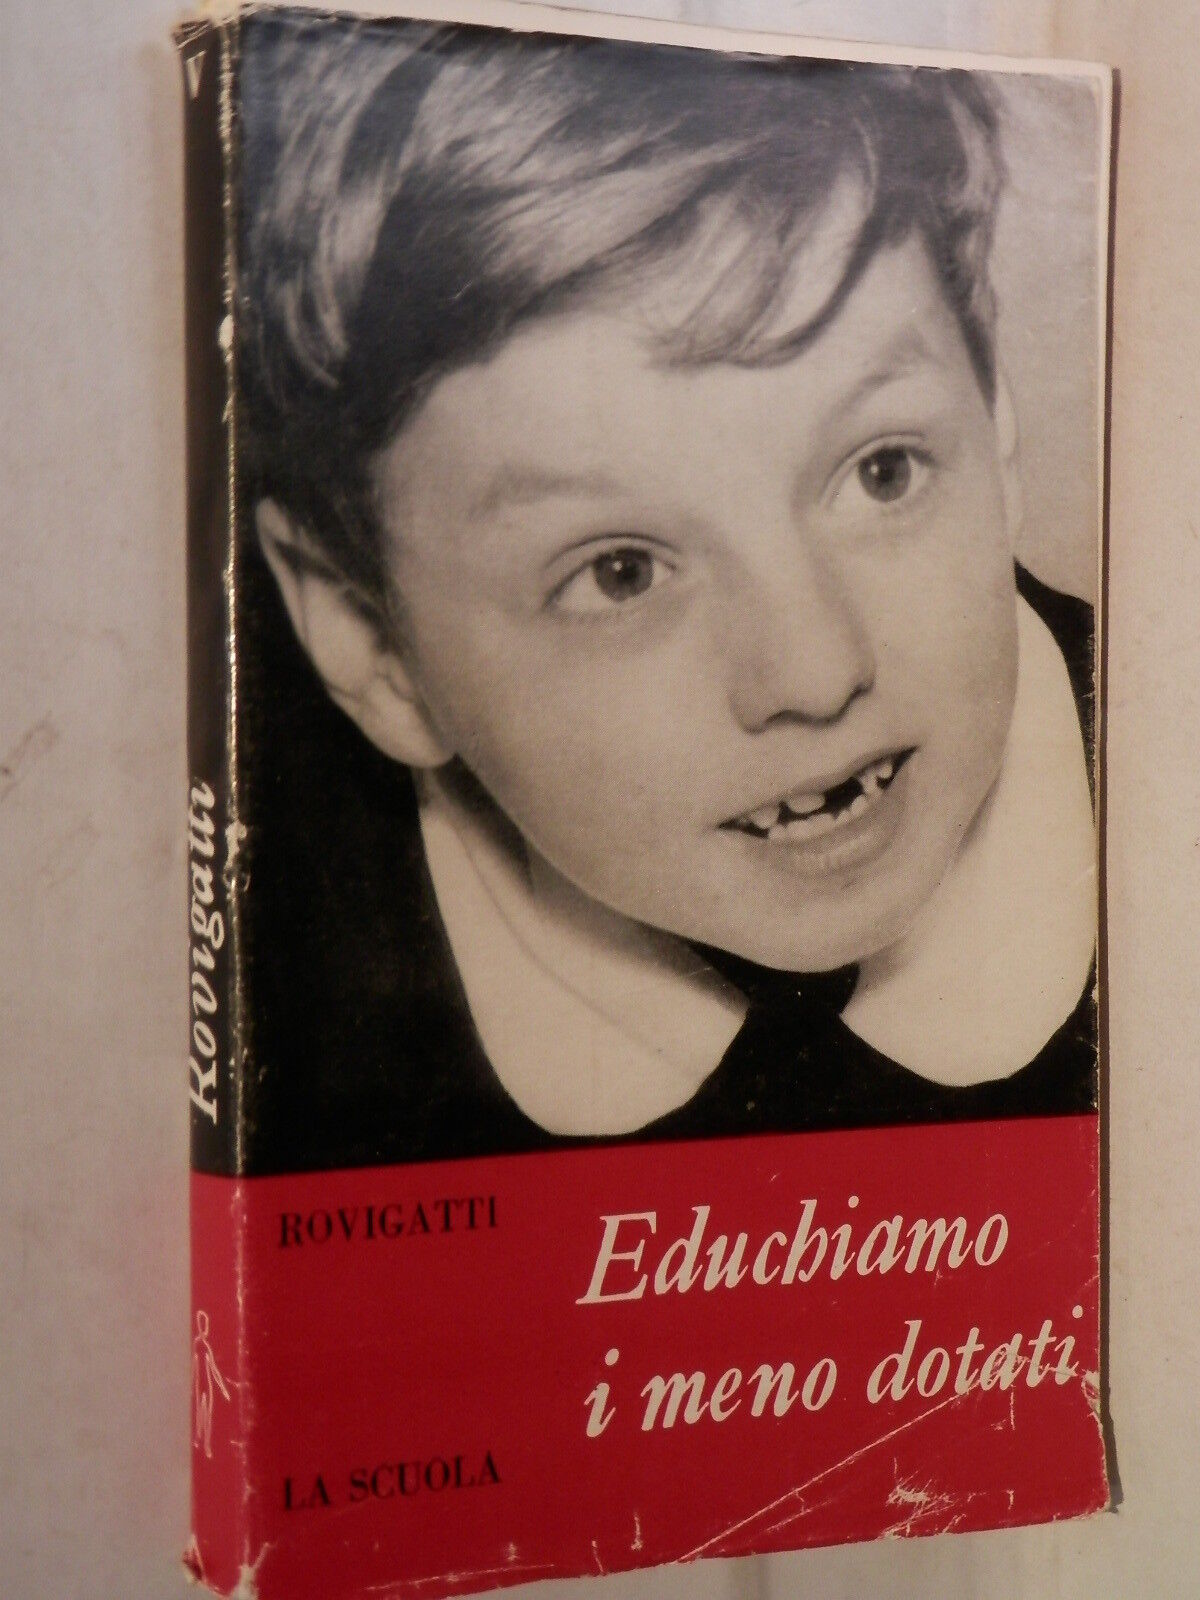 Rovigatti
ROVIGATTI
Educhiamo
i meno dotati
LA SCUOLA